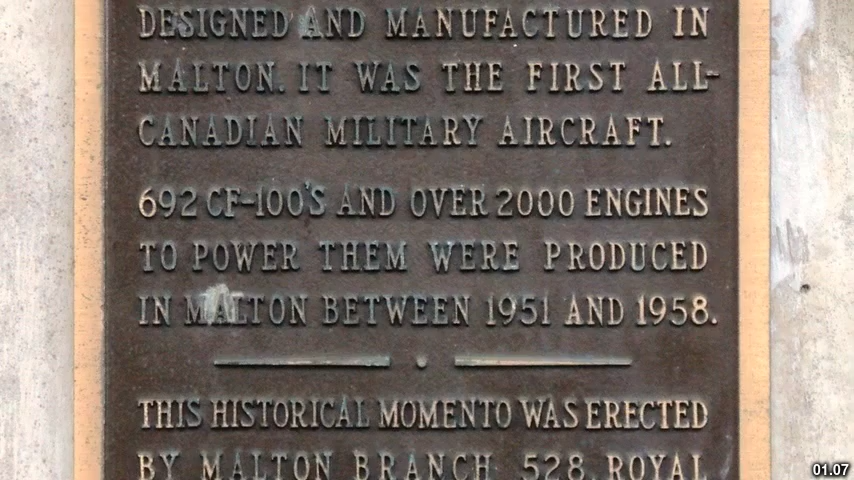 DESIGNED AND MANUFACTURED IN
MALTON. IT WAS THE FIRST ALL-
CANADIAN MILITARY AIRCRAFT.
692 CF-100'S AND OVER 2000 ENGINES
TO POWER THEM WERE PRODUCED
IN MALTON BETWEEN 1951 AND 1958.
THIS HISTORICAL MOMENTO WAS ERECTED
BY MALTON BRANCH 528, ROYAL
01.07